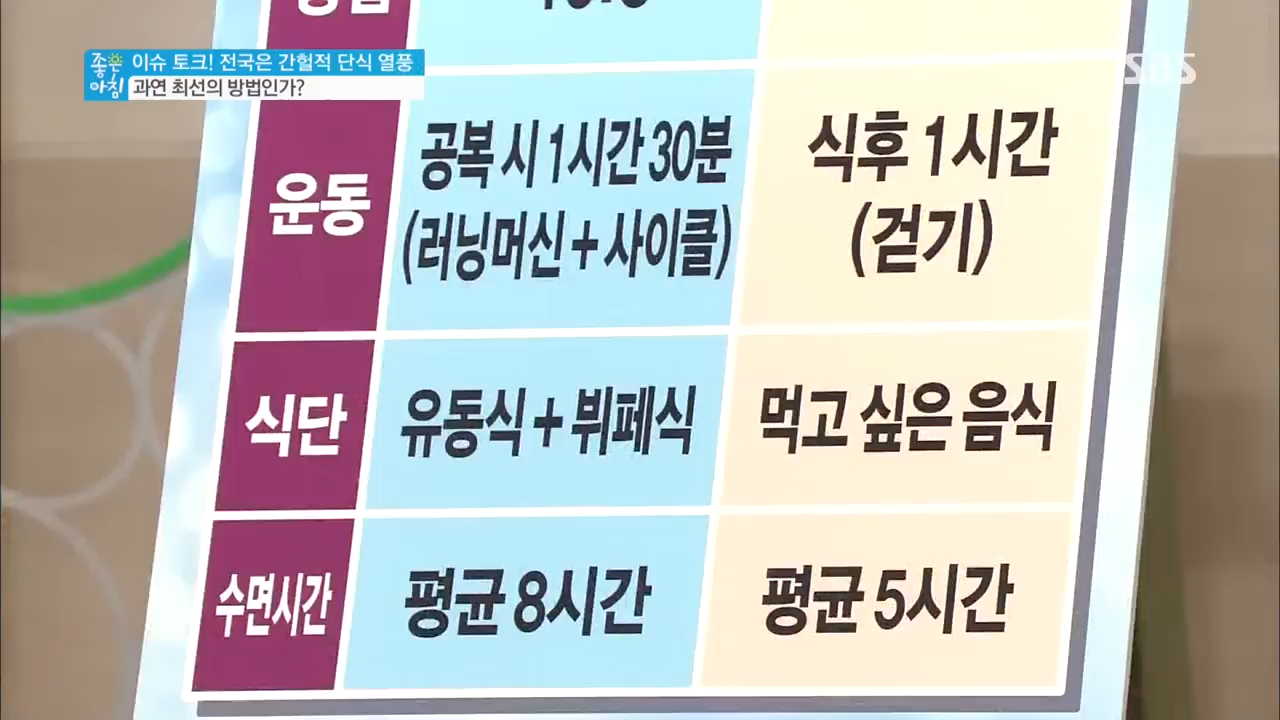 좋은
아침
이슈 토크! 전국은 간헐적 단식 열풍
과연 최선의 방법인가?
SBS
운동
공복 시 1시간 30분
(러닝머신 + 사이클)
식후 1시간
(걷기)
식단
유동식 + 뷔페식
먹고 싶은 음식
수면시간
평균 8시간
평균 5시간